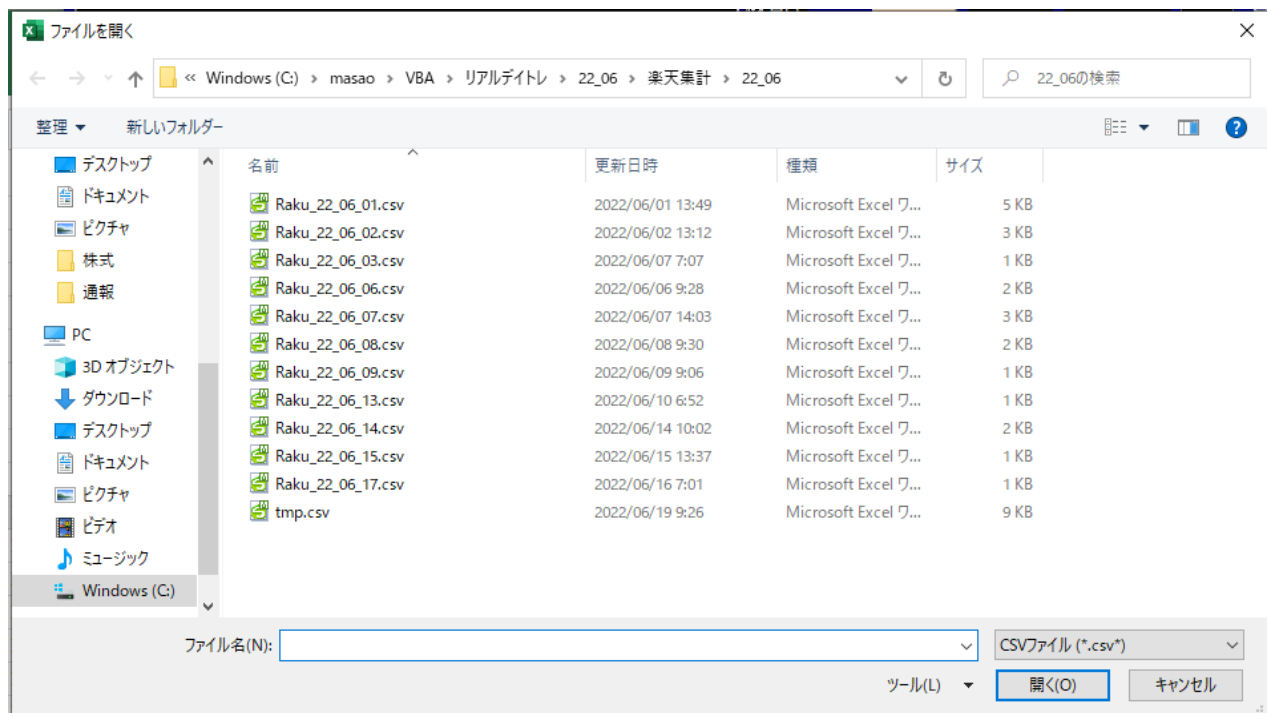 ファイルを開く
« Windows (C:) › masao › VBA › リアルデイトレ › 22_06 › 楽天集計 › 22_06
22_06の検索
整理 新しいフォルダー
デスクトップ
ドキュメント
ピクチャ
株式
通報
PC
3D オブジェクト
ダウンロード
デスクトップ
ドキュメント
ピクチャ
ビデオ
ミュージック
Windows (C:)
名前 更新日時 種類 サイズ
Raku_22_06_01.csv 2022/06/01 13:49 Microsoft Excel ワ... 5 KB
Raku_22_06_02.csv 2022/06/02 13:12 Microsoft Excel ワ... 3 KB
Raku_22_06_03.csv 2022/06/07 7:07 Microsoft Excel ワ... 1 KB
Raku_22_06_06.csv 2022/06/06 9:28 Microsoft Excel ワ... 2 KB
Raku_22_06_07.csv 2022/06/07 14:03 Microsoft Excel ワ... 3 KB
Raku_22_06_08.csv 2022/06/08 9:30 Microsoft Excel ワ... 2 KB
Raku_22_06_09.csv 2022/06/09 9:06 Microsoft Excel ワ... 1 KB
Raku_22_06_13.csv 2022/06/10 6:52 Microsoft Excel ワ... 1 KB
Raku_22_06_14.csv 2022/06/14 10:02 Microsoft Excel ワ... 2 KB
Raku_22_06_15.csv 2022/06/15 13:37 Microsoft Excel ワ... 1 KB
Raku_22_06_17.csv 2022/06/16 7:01 Microsoft Excel ワ... 1 KB
tmp.csv 2022/06/19 9:26 Microsoft Excel ワ... 9 KB
ファイル名(N): CSVファイル (*.csv*)
ツール(L) 開く(O) キャンセル